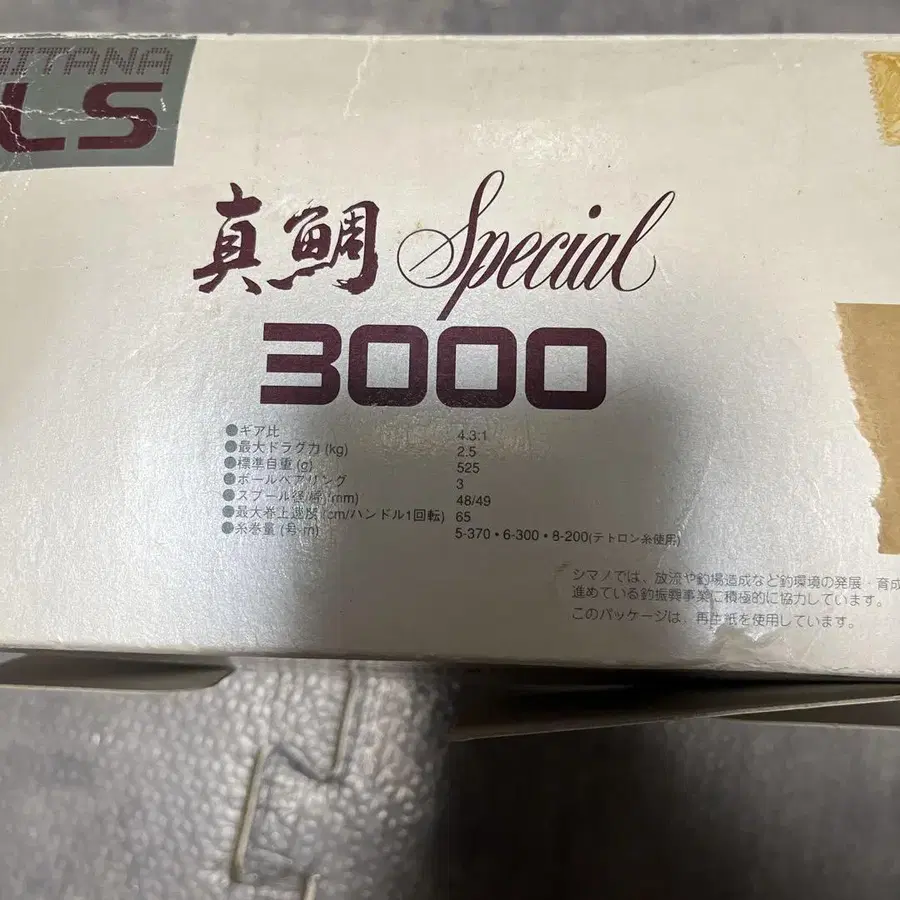 ITANA
LS
真鯛 Special
3000
●ギア比 4.3:1
●最大ドラグ力(kg) 2.5
●標準自重(g) 525
●ボールベアリング 3
●スプール径/幅(mm) 48/49
●最大巻上速度(cm/ハンドル1回転) 65
●糸巻量(号-m) 5-370・6-300・8-200(テトロン糸使用)
シマノでは、放流や釣場造成など釣環境の発展・育成
進めている釣振興事業に積極的に協力しています。
このパッケージは、再生紙を使用しています。